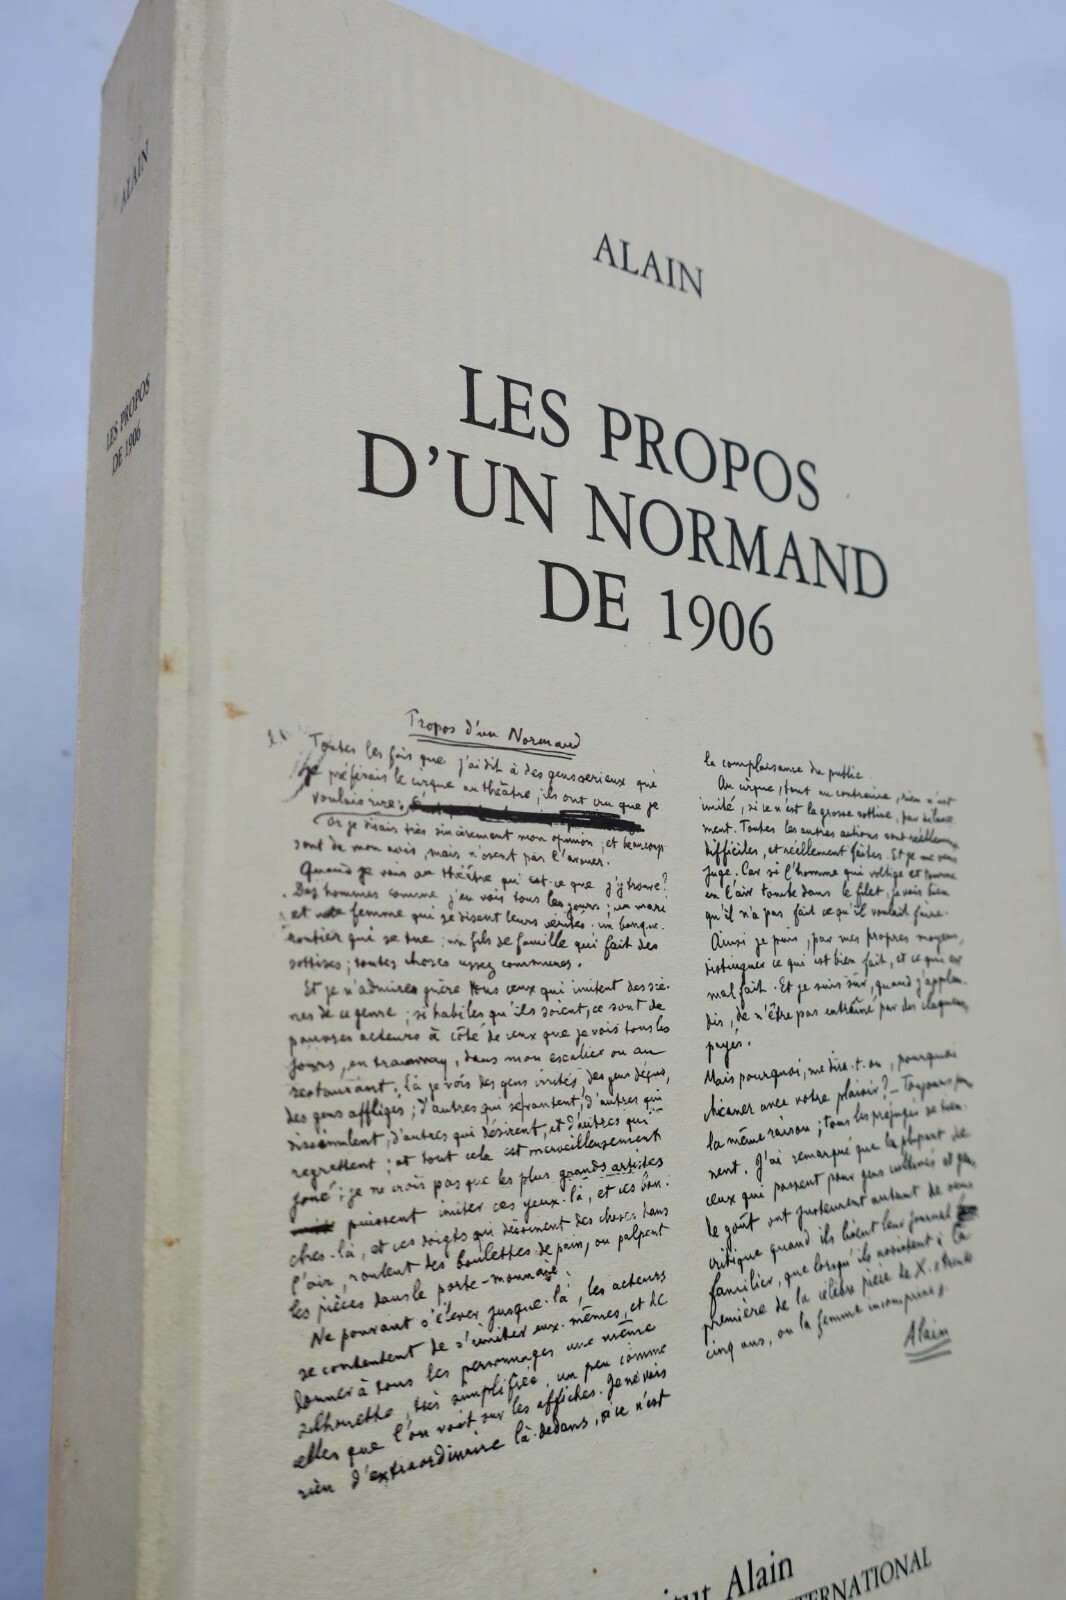 ALAIN
LES PROPOS
DE 1906
ALAIN
LES PROPOS
D'UN NORMAND
DE 1906
Propos d'un Normand
Toutes les fois que j'ai dit à des gens serieux que
je préférais le cirque au théâtre, ils ont cru que je
voulais rire;
Or je disais très sincèrement mon opinion, et beaucoup
sont de mon avis, mais n'osent pas l'avouer.
Quand je vais au théâtre qu'est-ce que j'y trouve?
Des hommes comme j'en vois tous les jours; un mari
et une femme qui se disent leurs vérités. un banque-
routier qui se tue; un fils de famille qui fait des
sottises; toutes choses assez communes.
Et je n'admire guère tous ceux qui imitent des scè-
nes de ce genre; si habiles qu'ils soient, ce sont de
pauvres acteurs à côté de ceux que je vois tous les
jours, en tramway, dans mon escalier ou au
restaurant. Là je vois des gens irrités, des gens déçus,
des gens affligés; d'autres qui se vantent, d'autres qui
dissimulent, d'autres qui désirent, et d'autres qui
regrettent; et tout cela est merveilleusement
joué; je ne crois pas que les plus grands artistes
puissent imiter ces yeux-là, et ces bou-
ches-là, et ces doigts qui dessinent des choses dans
l'air, roulent des boulettes de pain, ou palpent
les pièces dans le porte-monnaie.
Ne pouvant s'élever jusque-là, les acteurs
se contentent de s'imiter eux-mêmes, et de
donner à tous les personnages une même
silhouette, très simplifiée, un peu comme
celles que l'on voit sur les affiches. Je ne vois
rien d'extraordinaire là-dedans, si ce n'est
la complaisance du public.
Au cirque, tout au contraire, rien n'est
imité, si ce n'est la grosse sottise, par délasse-
ment. Toutes les autres actions sont réellement
difficiles, et réellement faites. Et je me sens
juge. Car si l'homme qui voltige et tourne
en l'air tombe dans le filet, je vois bien
qu'il n'a pas fait ce qu'il voulait faire.
Ainsi je puis, par mes propres moyens,
distinguer ce qui est bien fait, et ce qui est
mal fait. Et je suis sûr, quand j'applau-
dis, de n'être pas entraîné par des claqueurs
payés.
Mais pourquoi, me dira-t-on, pourquoi
chicaner avec votre plaisir? – Toujours pour
la même raison; tous les préjugés se tien-
nent. J'ai remarqué que la plupart de
ceux qui passent pour gens cultivés et gens
de goût ont justement autant de sens
critique quand ils lisent leur journal
familier, que lorsqu'ils assistent à la
première de la célèbre pièce de X.
cinq ans, ou la femme incomprise.
Alain
Alain